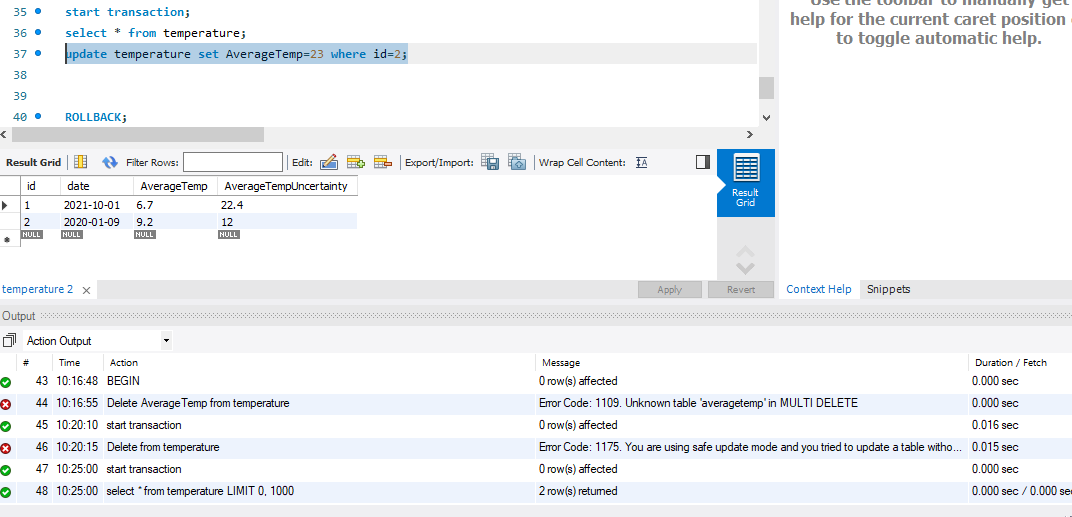 Use the toolbar to manually get
35 start transaction;
help for the current caret position
36 select * from temperature;
to toggle automatic help.
37 update temperature set AverageTemp=23 where id=2;
38
39
40 ROLLBACK;
Result Grid Filter Rows: Edit: Export/Import: Wrap Cell Content: IA
Result
Grid
id date AverageTemp AverageTempUncertainty
1 2021-10-01 6.7 22.4
2 2020-01-09 9.2 12
NULL NULL NULL NULL
temperature 2 Apply Revert Context Help Snippets
Output
Action Output
# Time Action Message Duration / Fetch
43 10:16:48 BEGIN 0 row(s) affected 0.000 sec
44 10:16:55 Delete AverageTemp from temperature Error Code: 1109. Unknown table 'averagetemp' in MULTI DELETE 0.000 sec
45 10:20:10 start transaction 0 row(s) affected 0.016 sec
46 10:20:15 Delete from temperature Error Code: 1175. You are using safe update mode and you tried to update a table witho... 0.015 sec
47 10:25:00 start transaction 0 row(s) affected 0.000 sec
48 10:25:00 select * from temperature LIMIT 0, 1000 2 row(s) returned 0.000 sec / 0.000 sec